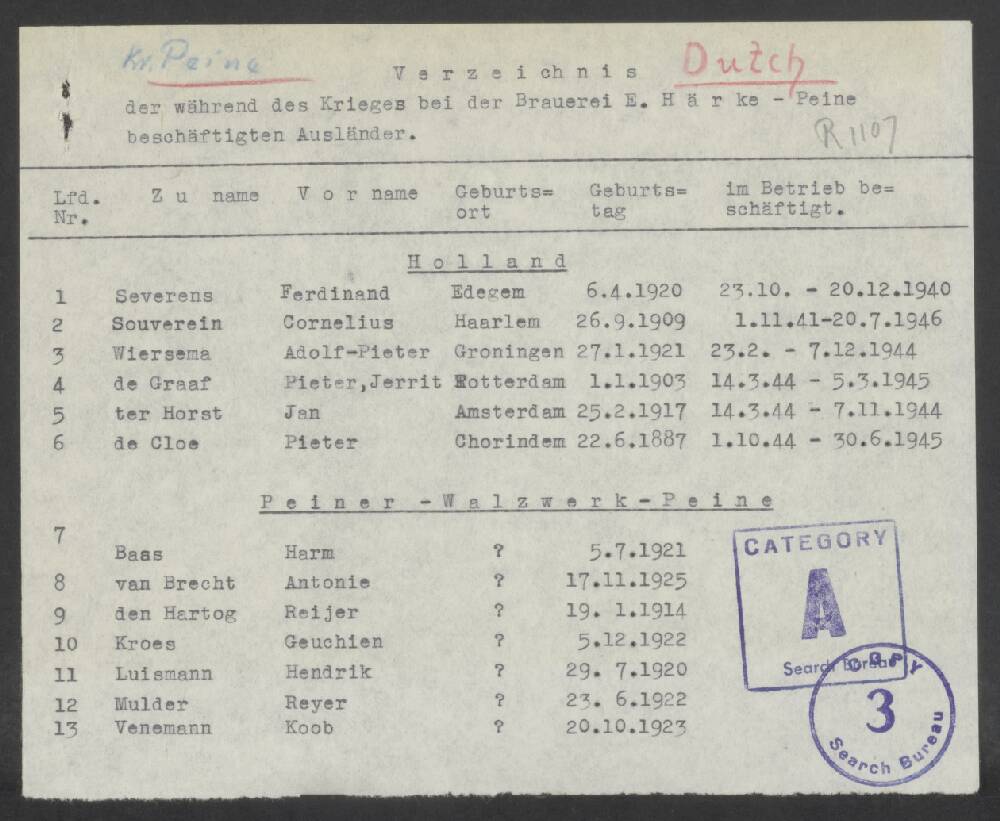 Kr. Peine
Dutch
Verzeichnis
der während des Krieges bei der Brauerei E. Härke - Peine
beschäftigten Ausländer.
R 1107
Lfd. Nr. Zu name Vor name Geburts= ort Geburts= tag im Betrieb be= schäftigt.
Holland
1 Severens Ferdinand Edegem 6.4.1920 23.10. - 20.12.1940
2 Souverein Cornelius Haarlem 26.9.1909 1.11.41-20.7.1946
3 Wiersema Adolf-Pieter Groningen 27.1.1921 23.2. - 7.12.1944
4 de Graaf Pieter,Jerrit Rotterdam 1.1.1903 14.3.44 - 5.3.1945
5 ter Horst Jan Amsterdam 25.2.1917 14.3.44 - 7.11.1944
6 de Cloe Pieter Chorindem 22.6.1887 1.10.44 - 30.6.1945
Peiner -Walzwerk-Peine
7 Baas Harm ? 5.7.1921
8 van Brecht Antonie ? 17.11.1925
9 den Hartog Reijer ? 19. 1.1914
10 Kroes Geuchien ? 5.12.1922
11 Luismann Hendrik ? 29. 7.1920
12 Mulder Reyer ? 23. 6.1922
13 Venemann Koob ? 20.10.1923
CATEGORY
A
Search Bureau
COPY
3
Search Bureau